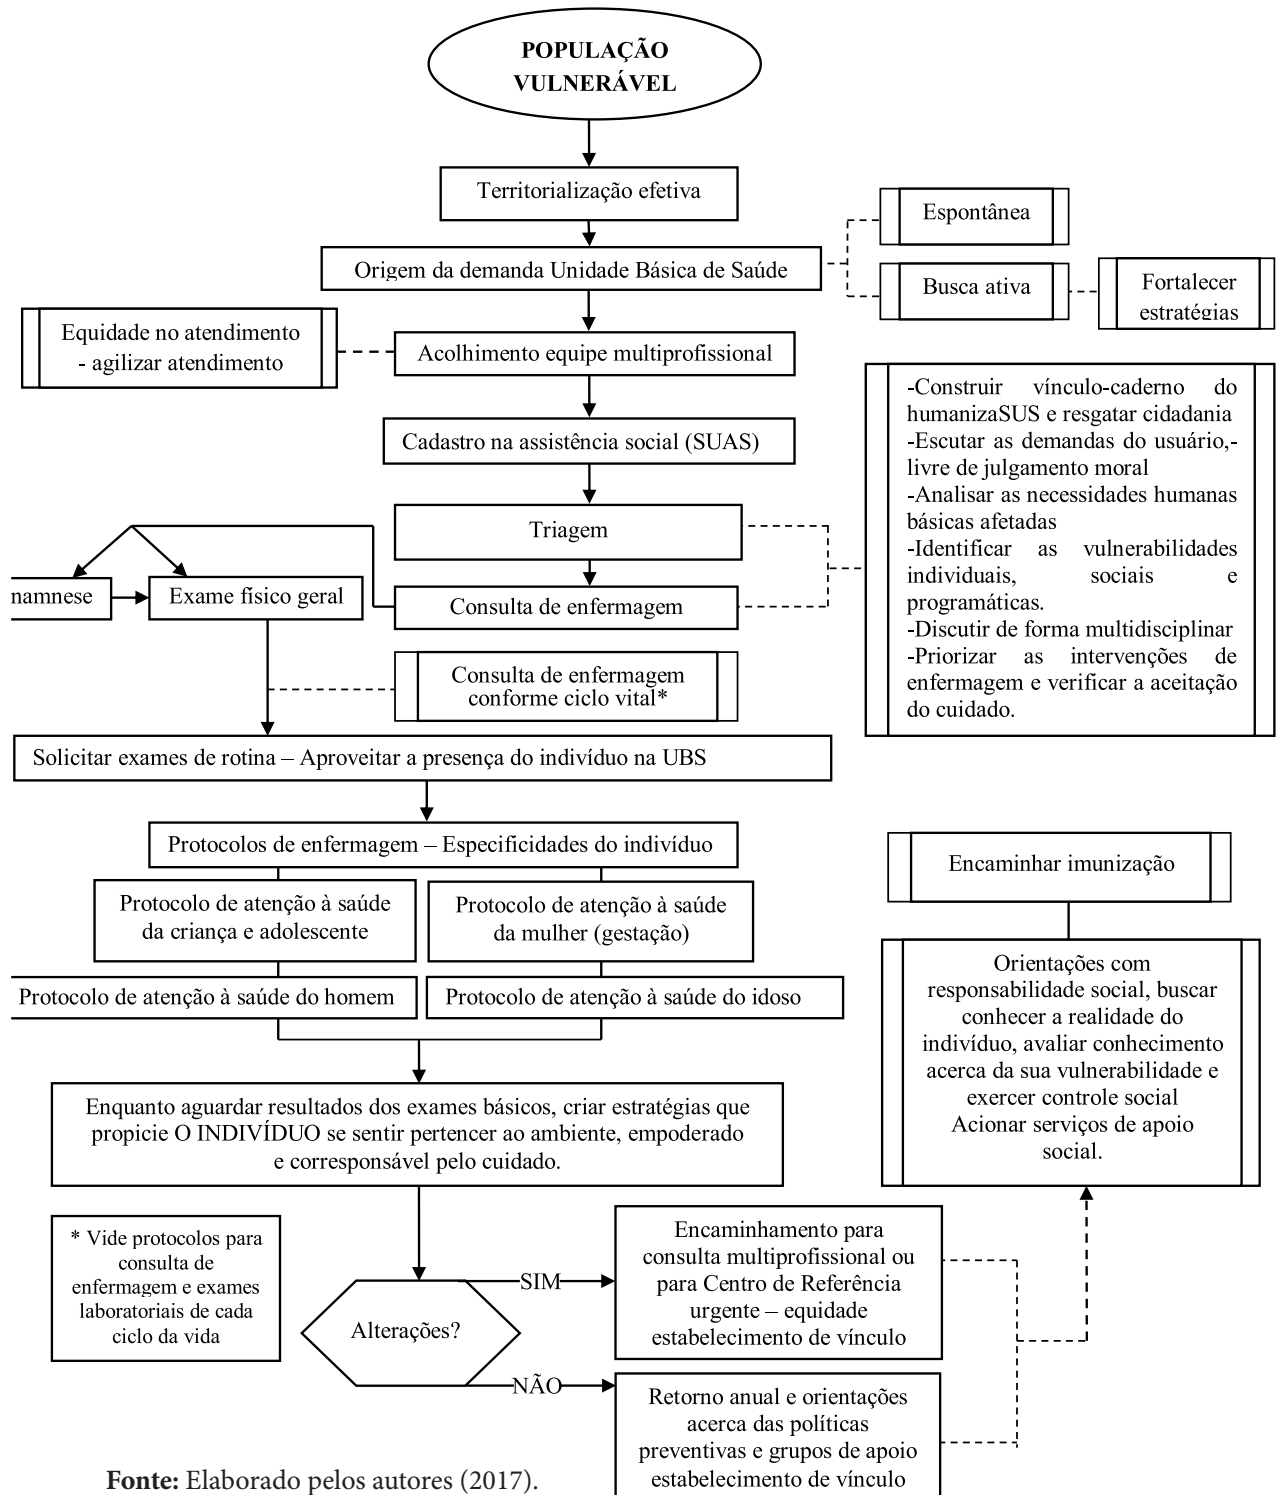 POPULAÇÃO
VULNERÁVEL
Territorialização efetiva
Origem da demanda Unidade Básica de Saúde
Espontânea
Busca ativa
Fortalecer
estratégias
Equidade no atendimento
- agilizar atendimento
Acolhimento equipe multiprofissional
Cadastro na assistência social (SUAS)
Triagem
Consulta de enfermagem
-Construir vínculo-caderno do
humanizaSUS e resgatar cidadania
-Escutar as demandas do usuário,-
livre de julgamento moral
-Analisar as necessidades humanas
básicas afetadas
-Identificar as vulnerabilidades
individuais, sociais e
programáticas.
-Discutir de forma multidisciplinar
-Priorizar as intervenções de
enfermagem e verificar a aceitação
do cuidado.
namnese
Exame físico geral
Consulta de enfermagem
conforme ciclo vital*
Solicitar exames de rotina – Aproveitar a presença do indivíduo na UBS
Protocolos de enfermagem – Especificidades do indivíduo
Protocolo de atenção à saúde
da criança e adolescente
Protocolo de atenção à saúde
da mulher (gestação)
Protocolo de atenção à saúde do homem
Protocolo de atenção à saúde do idoso
Encaminhar imunização
Orientações com
responsabilidade social, buscar
conhecer a realidade do
indivíduo, avaliar conhecimento
acerca da sua vulnerabilidade e
exercer controle social
Acionar serviços de apoio
social.
Enquanto aguardar resultados dos exames básicos, criar estratégias que
propicie O INDIVÍDUO se sentir pertencer ao ambiente, empoderado
e corresponsável pelo cuidado.
* Vide protocolos para
consulta de
enfermagem e exames
laboratoriais de cada
ciclo da vida
Alterações?
SIM
Encaminhamento para
consulta multiprofissional ou
para Centro de Referência
urgente – equidade
estabelecimento de vínculo
NÃO
Retorno anual e orientações
acerca das políticas
preventivas e grupos de apoio
estabelecimento de vínculo
Fonte: Elaborado pelos autores (2017).